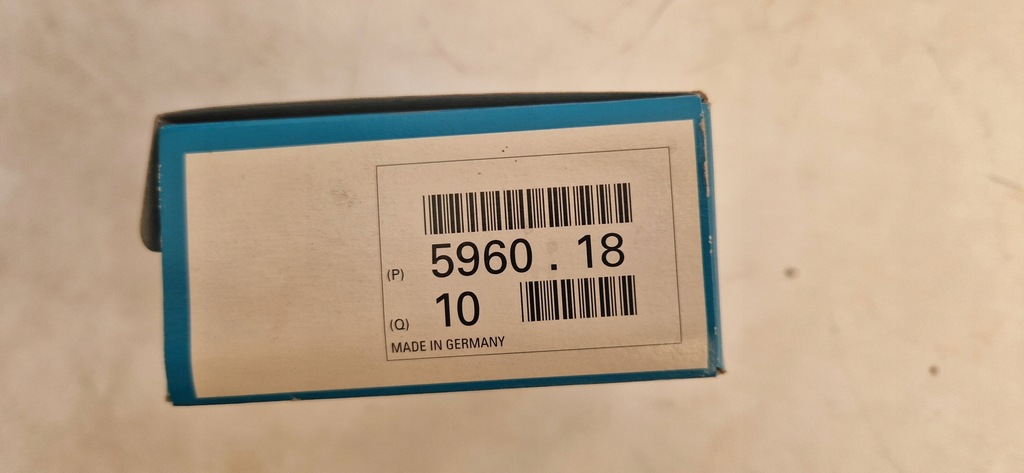 (P) 5960 . 18
(Q) 10
MADE IN GERMANY